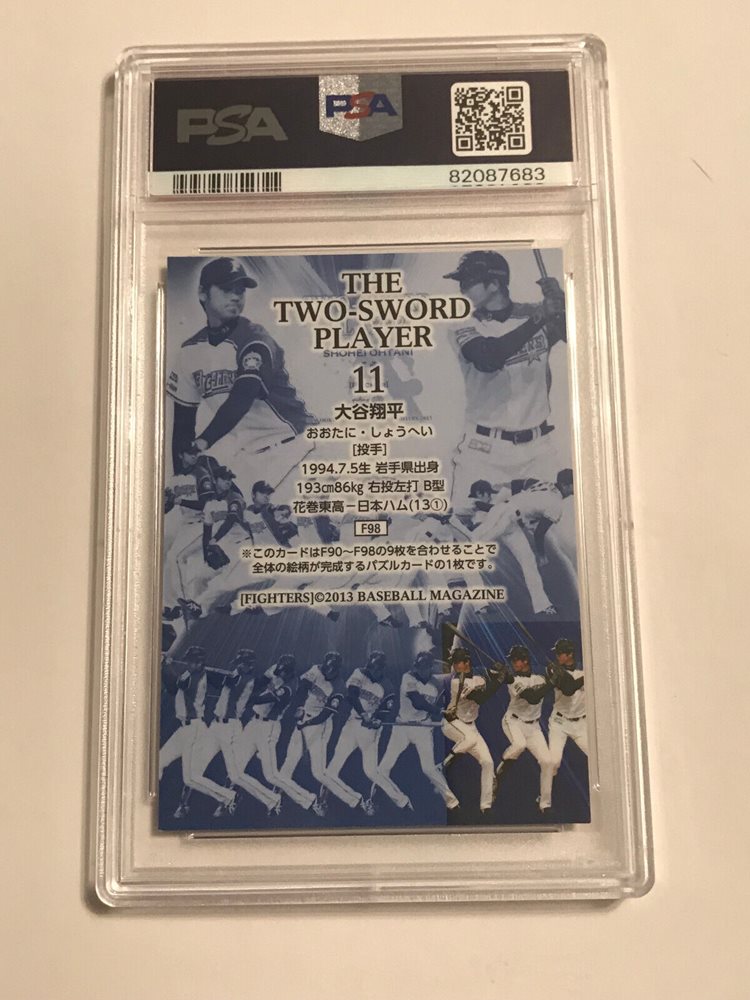 PSA
PSA
82087683
THE
TWO-SWORD
PLAYER
SHOHEI OHTANI
11
大谷翔平
おおたに・しょうへい
[投手]
1994.7.5生 岩手県出身
193㎝86㎏ 右投左打 B型
花巻東高－日本ハム(13①)
F98
※このカードはF90～F98の9枚を合わせることで
全体の絵柄が完成するパズルカードの1枚です。
[FIGHTERS]©2013 BASEBALL MAGAZINE